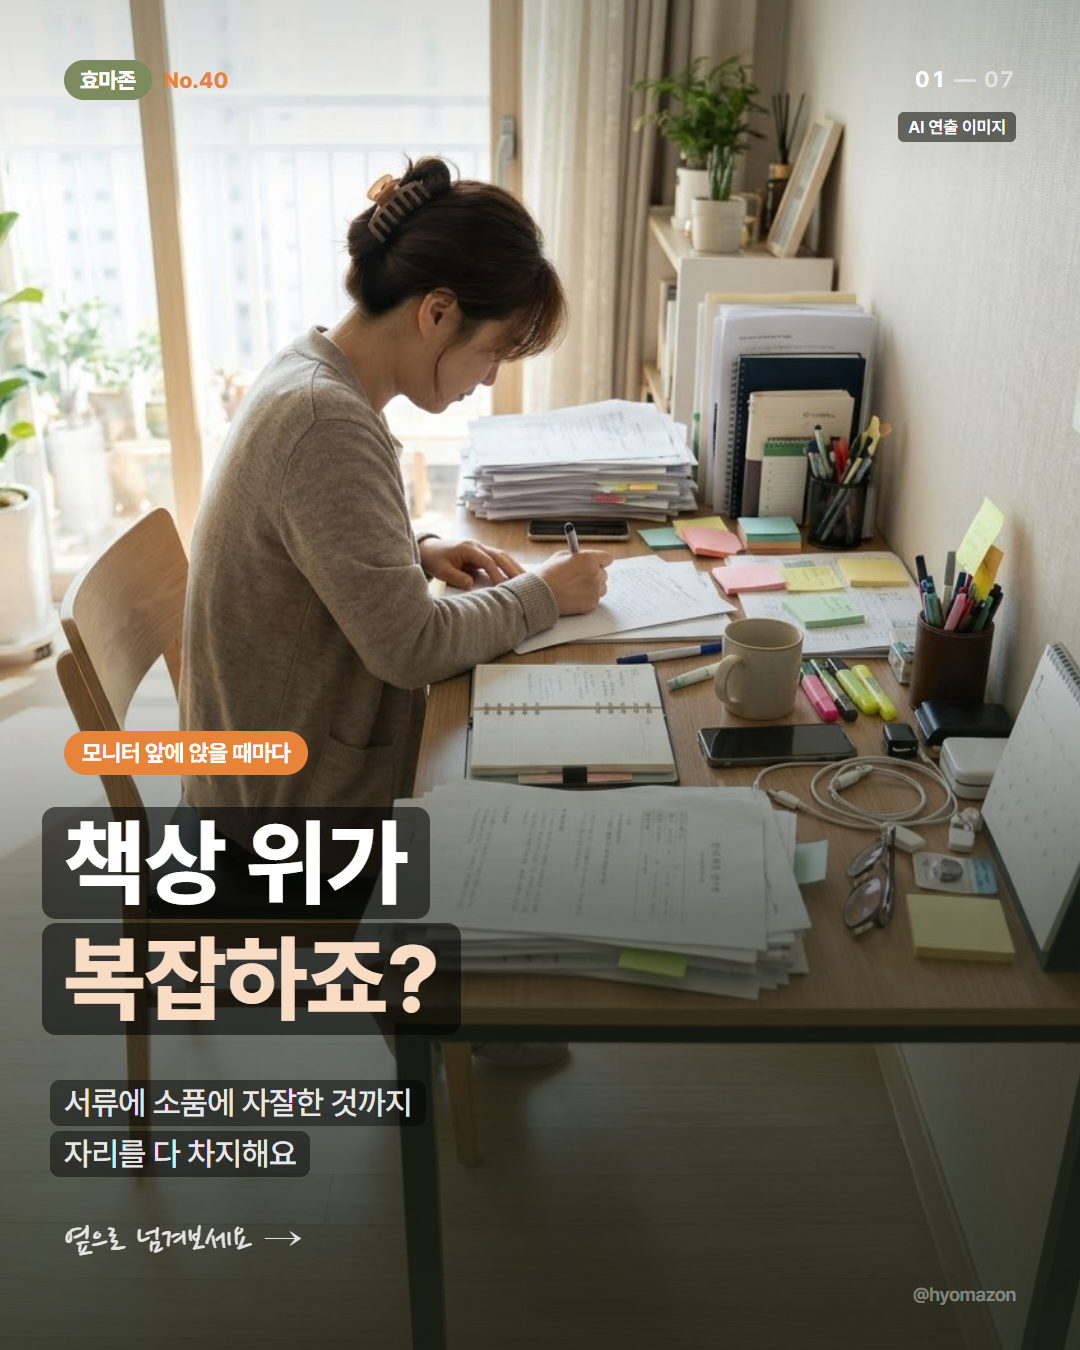 효마존 No.40
01 — 07
AI 연출 이미지
모니터 앞에 앉을 때마다
책상 위가
복잡하죠?
서류에 소품에 자잘한 것까지
자리를 다 차지해요
옆으로 넘겨보세요 →
@hyomazon